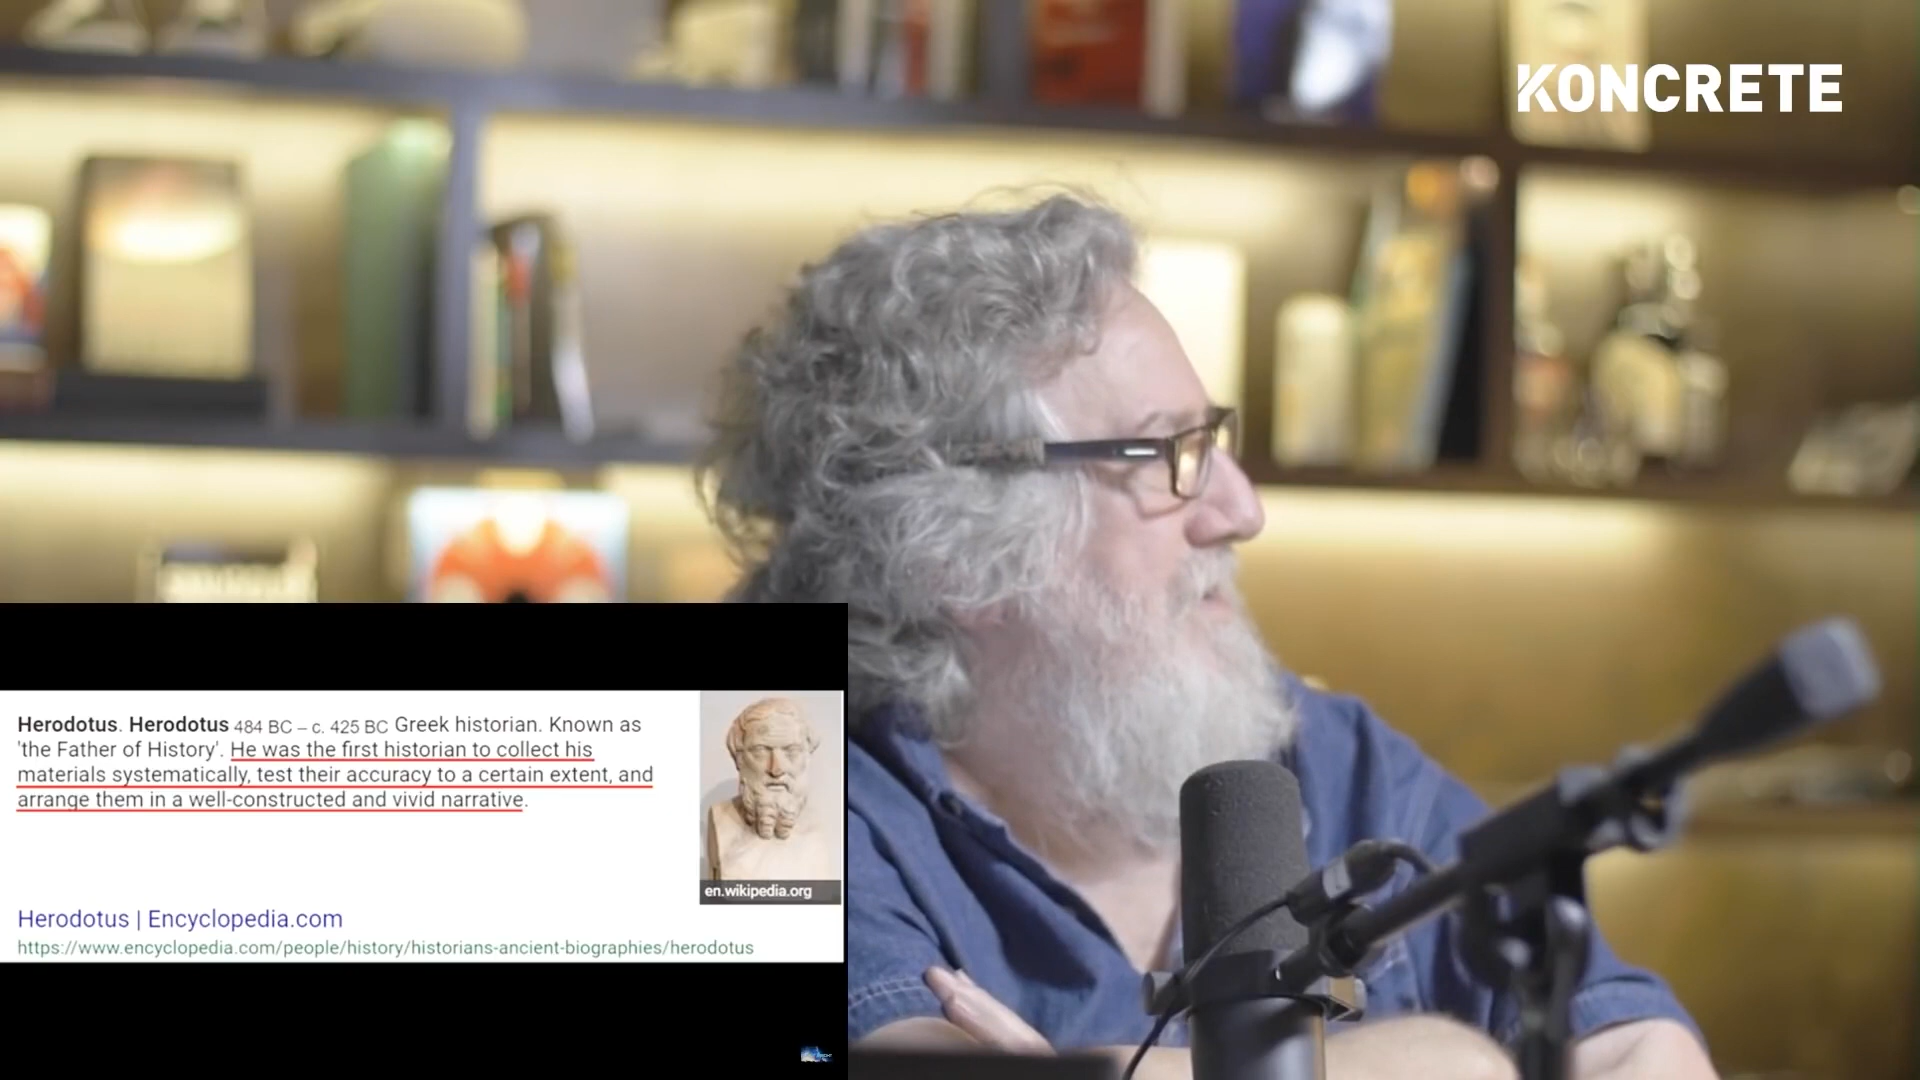 KONCRETE
Herodotus. Herodotus 484 BC – c. 425 BC Greek historian. Known as
'the Father of History'. He was the first historian to collect his
materials systematically, test their accuracy to a certain extent, and
arrange them in a well-constructed and vivid narrative.
en.wikipedia.org
Herodotus | Encyclopedia.com
https://www.encyclopedia.com/people/history/historians-ancient-biographies/herodotus